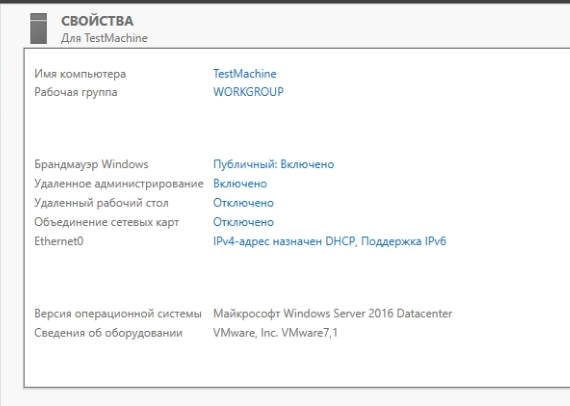 СВОЙСТВА
Для TestMachine
Имя компьютера TestMachine
Рабочая группа WORKGROUP
Брандмауэр Windows Публичный: Включено
Удаленное администрирование Включено
Удаленный рабочий стол Отключено
Объединение сетевых карт Отключено
Ethernet0 IPv4-адрес назначен DHCP, Поддержка IPv6
Версия операционной системы Майкрософт Windows Server 2016 Datacenter
Сведения об оборудовании VMware, Inc. VMware7,1